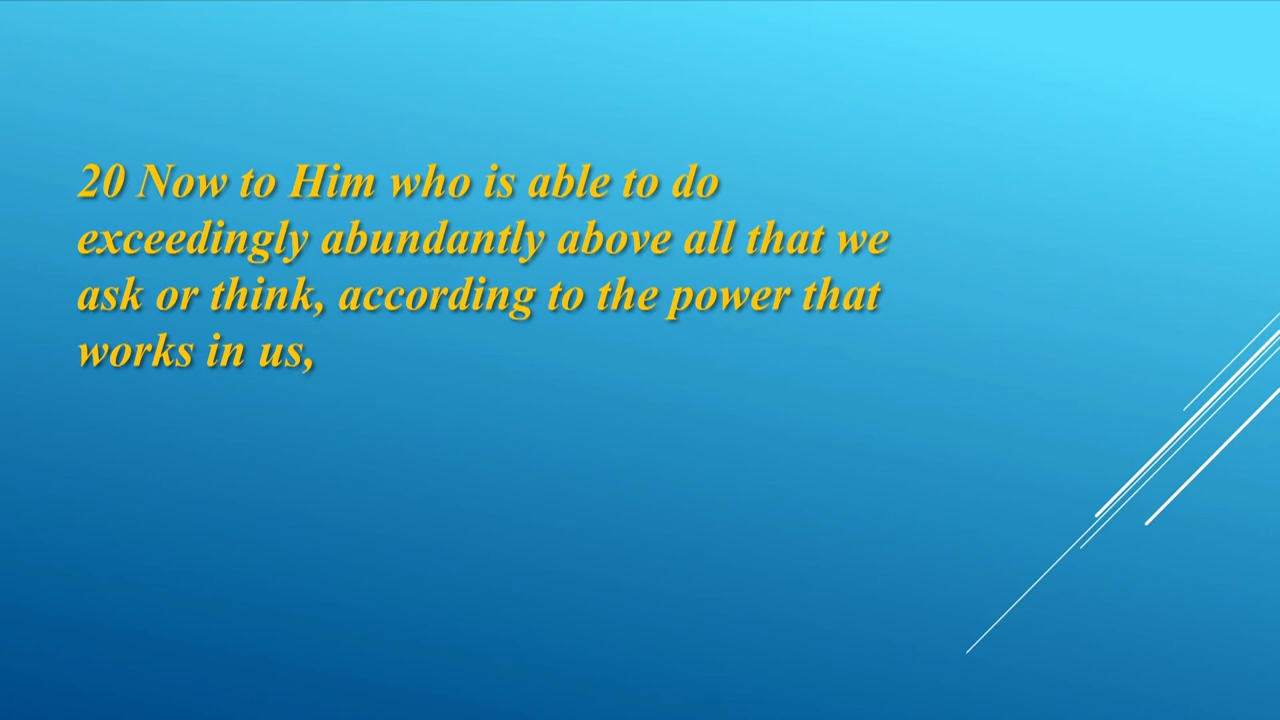 20 Now to Him who is able to do
exceedingly abundantly above all that we
ask or think, according to the power that
works in us,